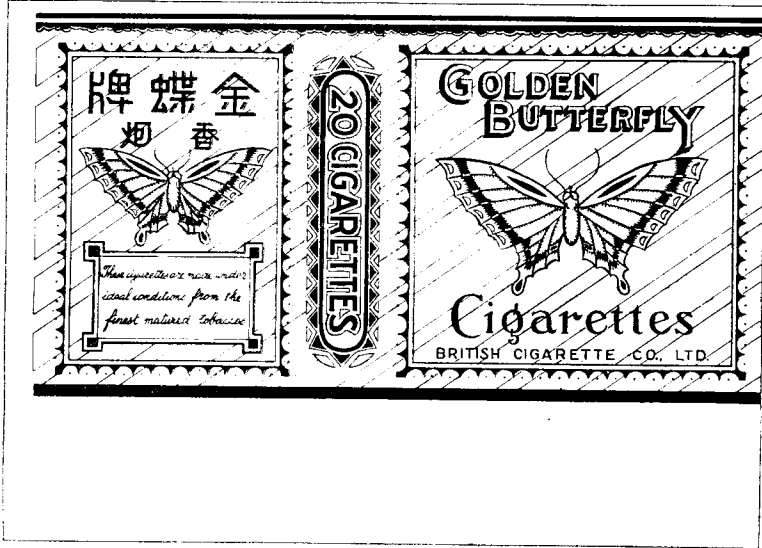 金蝶牌
香烟
These cigarettes are made under
ideal conditions from the
finest matured tobaccos
20 CIGARETTES
GOLDEN
BUTTERFLY
Cigarettes
BRITISH CIGARETTE CO., LTD.